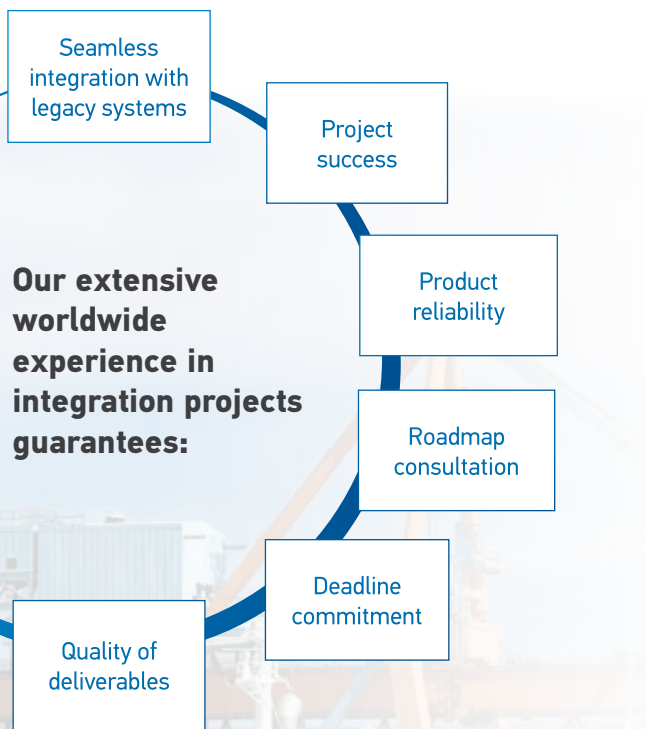 Seamless
integration with
legacy systems
Project
success
Product
reliability
Our extensive
worldwide
experience in
integration projects
guarantees:
Roadmap
consultation
Deadline
commitment
Quality of
deliverables